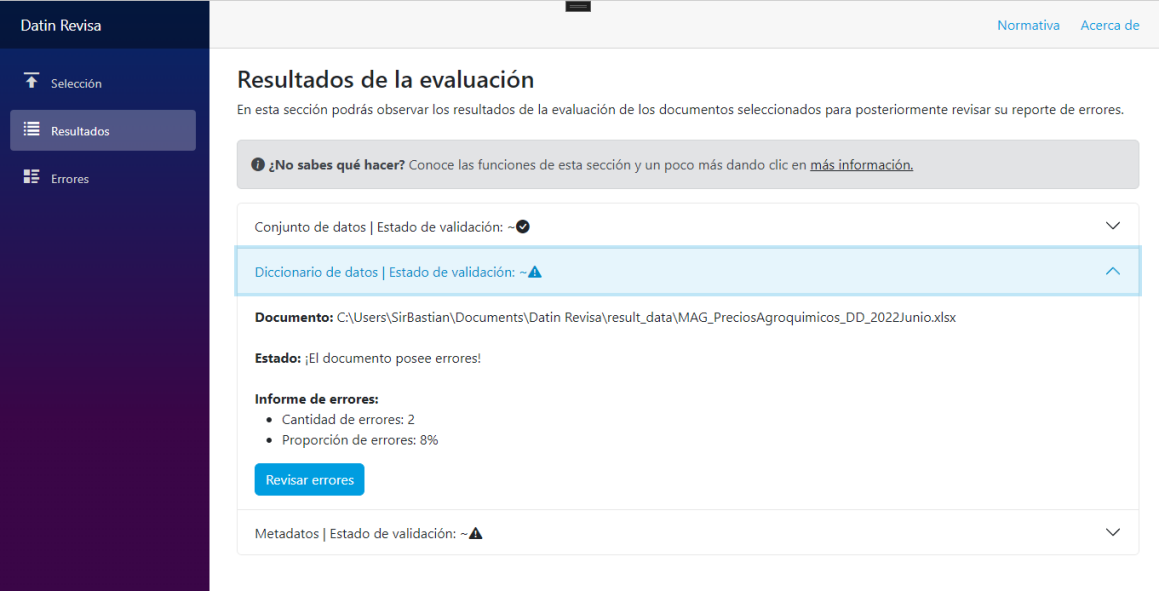 Datin Revisa
Normativa
Acerca de
Selección
Resultados
Errores
Resultados de la evaluación
En esta sección podrás observar los resultados de la evaluación de los documentos seleccionados para posteriormente revisar su reporte de errores.
¿No sabes qué hacer? Conoce las funciones de esta sección y un poco más dando clic en más información.
Conjunto de datos | Estado de validación: ~
Diccionario de datos | Estado de validación: ~
Documento: C:\Users\SirBastian\Documents\Datin Revisa\result_data\MAG_PreciosAgroquimicos_DD_2022Junio.xlsx
Estado: ¡El documento posee errores!
Informe de errores:
Cantidad de errores: 2
Proporción de errores: 8%
Revisar errores
Metadatos | Estado de validación: ~